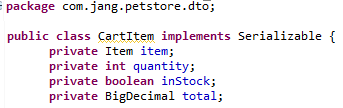 package com.jang.petstore.dto;
public class CartItem implements Serializable {
private Item item;
private int quantity;
private boolean inStock;
private BigDecimal total;